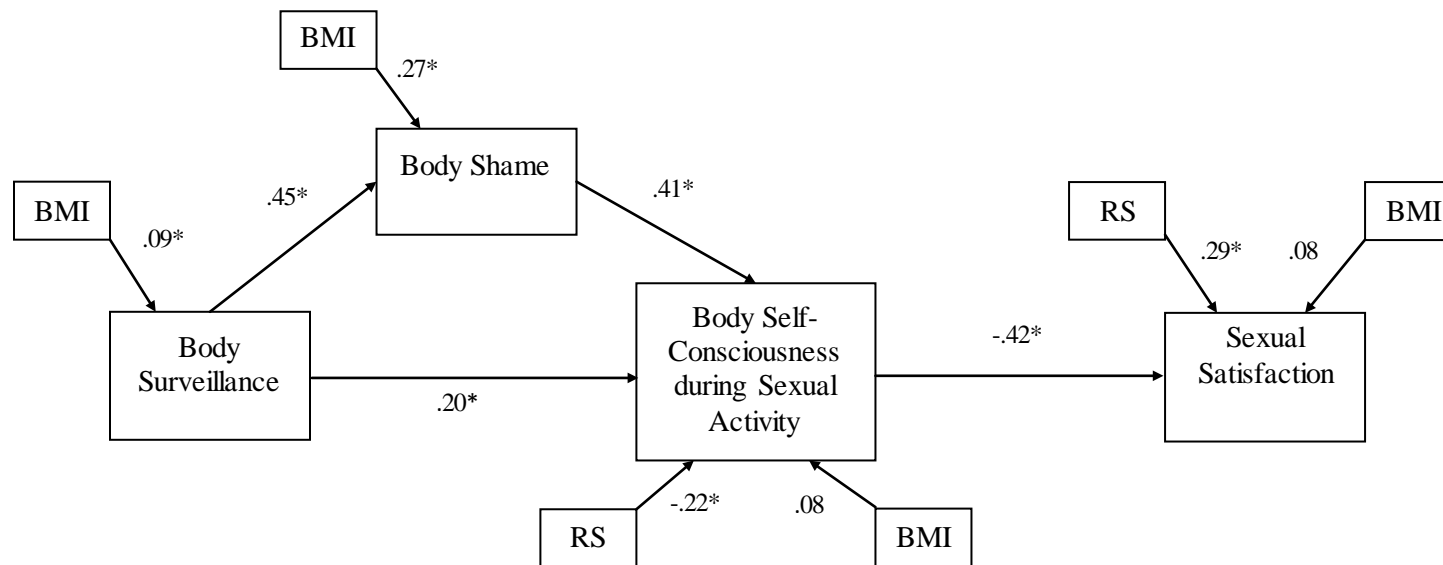 BMI
.27*
Body Shame
BMI
.09*
.45*
.41*
RS
BMI
.29*
.08
Body
Surveillance
.20*
Body Self-
Consciousness
during Sexual
Activity
-.42*
Sexual
Satisfaction
-.22*
.08
RS
BMI